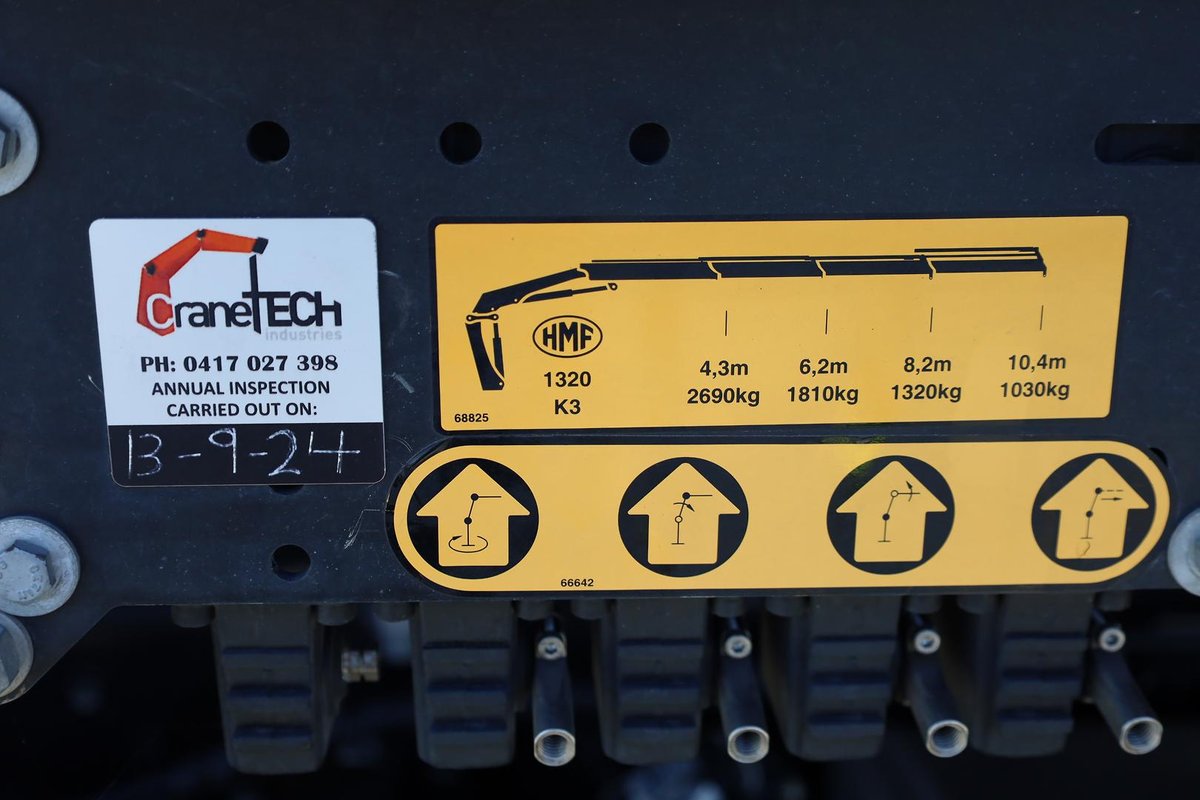 CraneTECH
industries
PH: 0417 027 398
ANNUAL INSPECTION
CARRIED OUT ON:
13-9-24
HMF
1320
K3
4,3m 6,2m 8,2m 10,4m
2690kg 1810kg 1320kg 1030kg
68825
66642